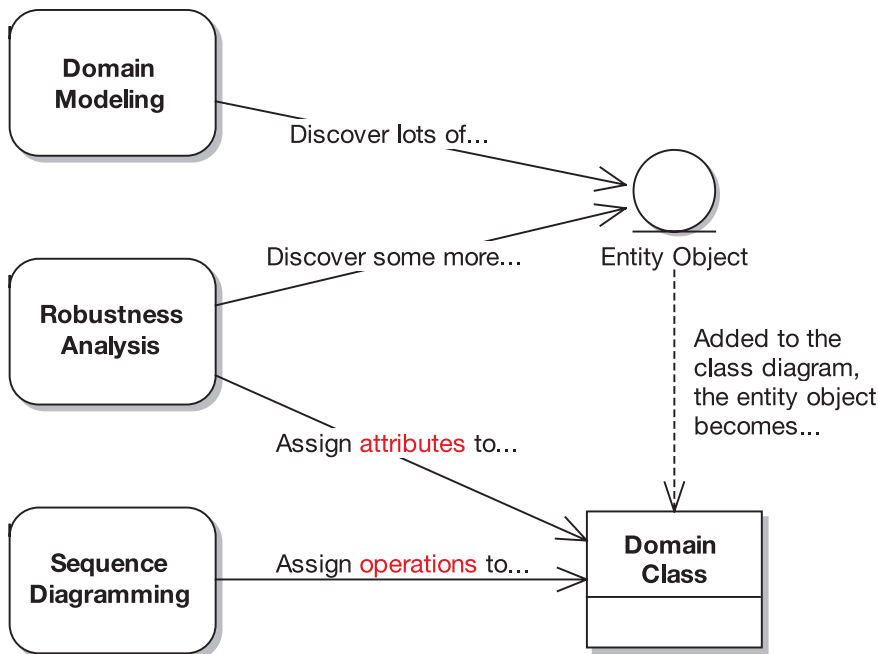 Domain
Modeling
Discover lots of...
Discover some more...
Entity Object
Robustness
Analysis
Added to the
class diagram,
the entity object
becomes...
Assign attributes to...
Sequence
Diagramming
Assign operations to...
Domain
Class